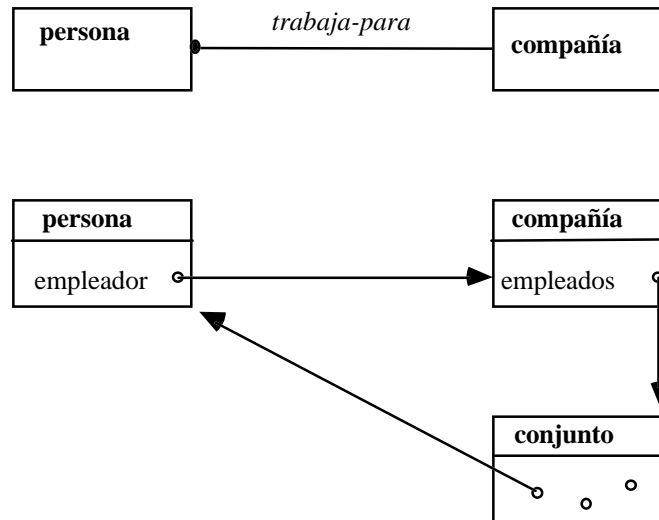 persona
trabaja-para
compañía
persona
compañía
empleador
empleados
conjunto